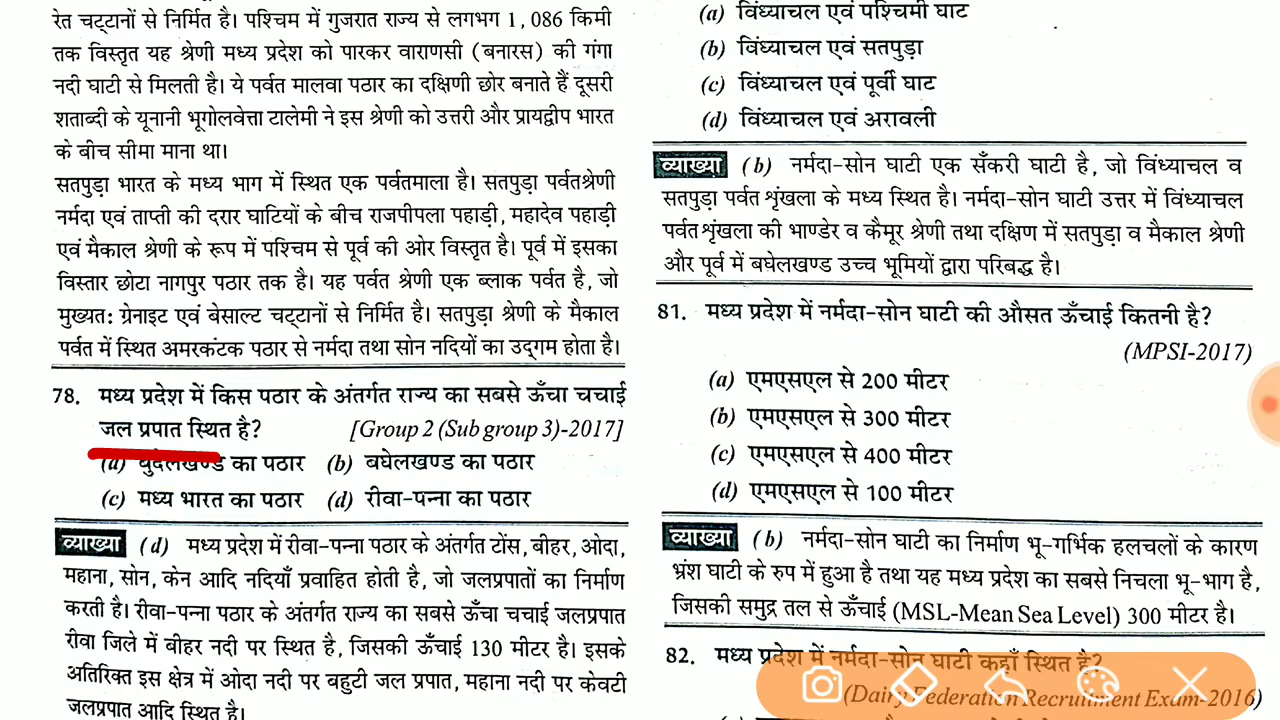 रेत चट्टानों से निर्मित है। पश्चिम में गुजरात राज्य से लगभग 1,086 किमी
तक विस्तृत यह श्रेणी मध्य प्रदेश को पारकर वाराणसी (बनारस) की गंगा
नदी घाटी से मिलती है। ये पर्वत मालवा पठार का दक्षिणी छोर बनाते हैं दूसरी
शताब्दी के यूनानी भूगोलवेत्ता टालेमी ने इस श्रेणी को उत्तरी और प्रायद्वीप भारत
के बीच सीमा माना था।
सतपुड़ा भारत के मध्य भाग में स्थित एक पर्वतमाला है। सतपुड़ा पर्वतश्रेणी
नर्मदा एवं ताप्ती की दरार घाटियों के बीच राजपीपला पहाड़ी, महादेव पहाड़ी
एवं मैकाल श्रेणी के रूप में पश्चिम से पूर्व की ओर विस्तृत है। पूर्व में इसका
विस्तार छोटा नागपुर पठार तक है। यह पर्वत श्रेणी एक ब्लाक पर्वत है, जो
मुख्यत: ग्रेनाइट एवं बेसाल्ट चट्टानों से निर्मित है। सतपुड़ा श्रेणी के मैकाल
पर्वत में स्थित अमरकंटक पठार से नर्मदा तथा सोन नदियों का उद्गम होता है।
78. मध्य प्रदेश में किस पठार के अंतर्गत राज्य का सबसे ऊँचा चचाई
जल प्रपात स्थित है? [Group 2 (Sub group 3)-2017]
(a) बुंदेलखण्ड का पठार (b) बघेलखण्ड का पठार
(c) मध्य भारत का पठार (d) रीवा-पन्ना का पठार
व्याख्या (d) मध्य प्रदेश में रीवा-पन्ना पठार के अंतर्गत टोंस, बीहर, ओदा,
महाना, सोन, केन आदि नदियाँ प्रवाहित होती है, जो जलप्रपातों का निर्माण
करती है। रीवा-पन्ना पठार के अंतर्गत राज्य का सबसे ऊँचा चचाई जलप्रपात
रीवा जिले में बीहर नदी पर स्थित है, जिसकी ऊँचाई 130 मीटर है। इसके
अतिरिक्त इस क्षेत्र में ओदा नदी पर बहुटी जल प्रपात, महाना नदी पर केवटी
जलप्रपात आदि स्थित है।
(a) विंध्याचल एवं पश्चिमी घाट
(b) विंध्याचल एवं सतपुड़ा
(c) विंध्याचल एवं पूर्वी घाट
(d) विंध्याचल एवं अरावली
व्याख्या (b) नर्मदा-सोन घाटी एक सँकरी घाटी है, जो विंध्याचल व
सतपुड़ा पर्वत शृंखला के मध्य स्थित है। नर्मदा-सोन घाटी उत्तर में विंध्याचल
पर्वत शृंखला की भाण्डेर व कैमूर श्रेणी तथा दक्षिण में सतपुड़ा व मैकाल श्रेणी
और पूर्व में बघेलखण्ड उच्च भूमियों द्वारा परिबद्ध है।
81. मध्य प्रदेश में नर्मदा-सोन घाटी की औसत ऊँचाई कितनी है?
(MPSI-2017)
(a) एमएसएल से 200 मीटर
(b) एमएसएल से 300 मीटर
(c) एमएसएल से 400 मीटर
(d) एमएसएल से 100 मीटर
व्याख्या (b) नर्मदा-सोन घाटी का निर्माण भू-गर्भिक हलचलों के कारण
भ्रंश घाटी के रुप में हुआ है तथा यह मध्य प्रदेश का सबसे निचला भू-भाग है,
जिसकी समुद्र तल से ऊँचाई (MSL-Mean Sea Level) 300 मीटर है।
82. मध्य प्रदेश में नर्मदा-सोन घाटी कहाँ स्थित है?
(Dairy Federation Recruitment Exam-2016)